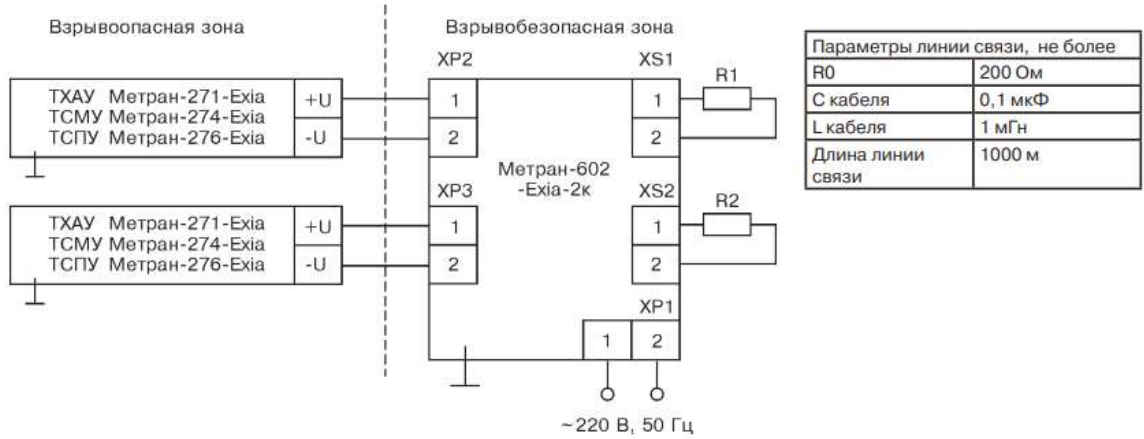 Взрывоопасная зона
Взрывобезопасная зона
ХР2
XS1
R1
ТХАУ Метран-271-Exia
ТСМУ Метран-274-Exia
ТСПУ Метран-276-Exia
+U
-U
1
2
1
2
Метран-602
-Exia-2к
ХР3
XS2
R2
ТХАУ Метран-271-Exia
ТСМУ Метран-274-Exia
ТСПУ Метран-276-Exia
+U
-U
1
2
1
2
ХР1
1
2
~220 В, 50 Гц
Параметры линии связи, не более
R0 200 Ом
С кабеля 0,1 мкФ
L кабеля 1 мГн
Длина линии 1000 м
связи